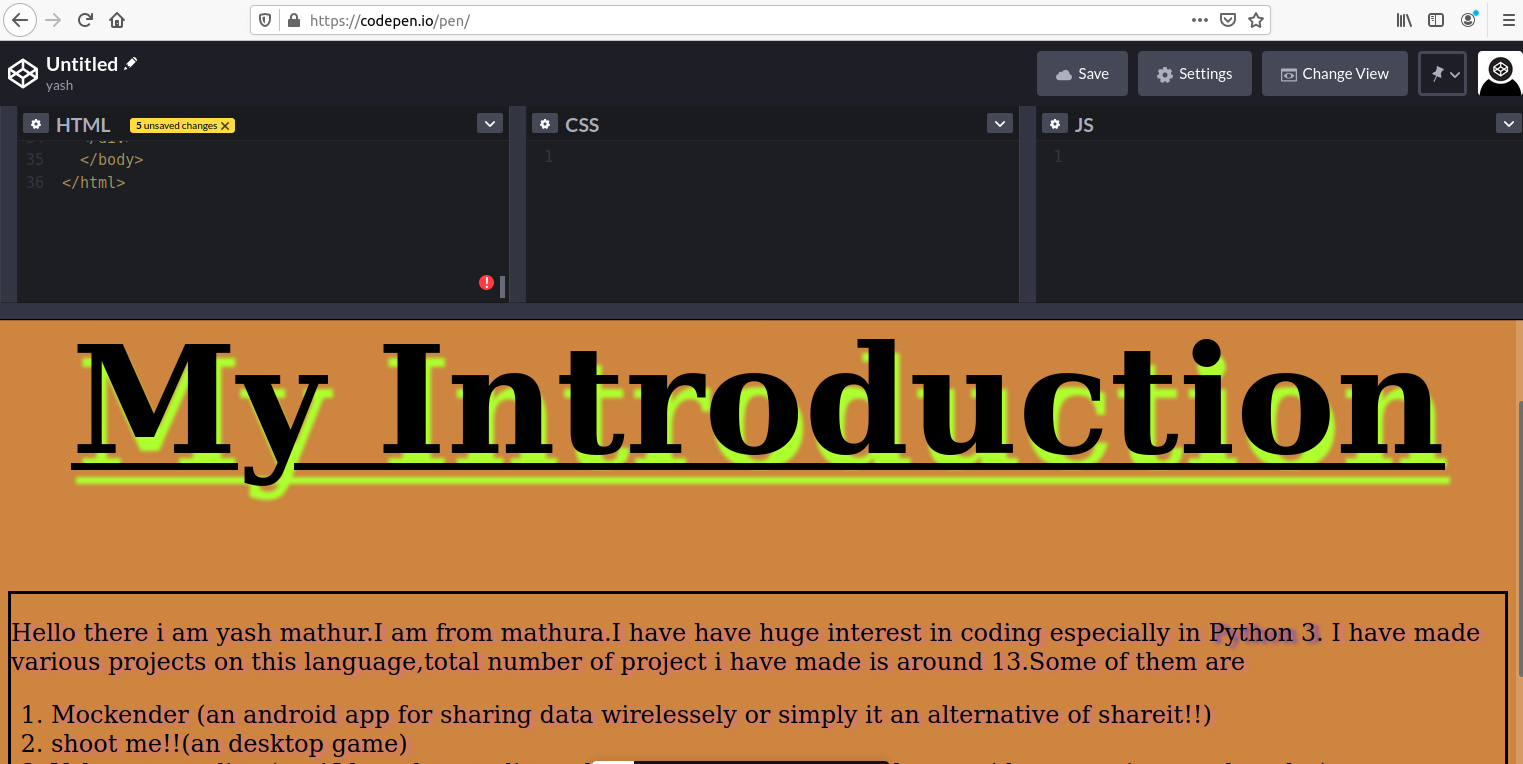 https://codepen.io/pen/
Untitled
yash
Save
Settings
Change View
HTML
5 unsaved changes
CSS
JS
35 </body>
36 </html>
1
1
My Introduction
Hello there i am yash mathur.I am from mathura.I have have huge interest in coding especially in Python 3. I have made
various projects on this language,total number of project i have made is around 13.Some of them are
1. Mockender (an android app for sharing data wirelessely or simply it an alternative of shareit!!)
2. shoot me!!(an desktop game)